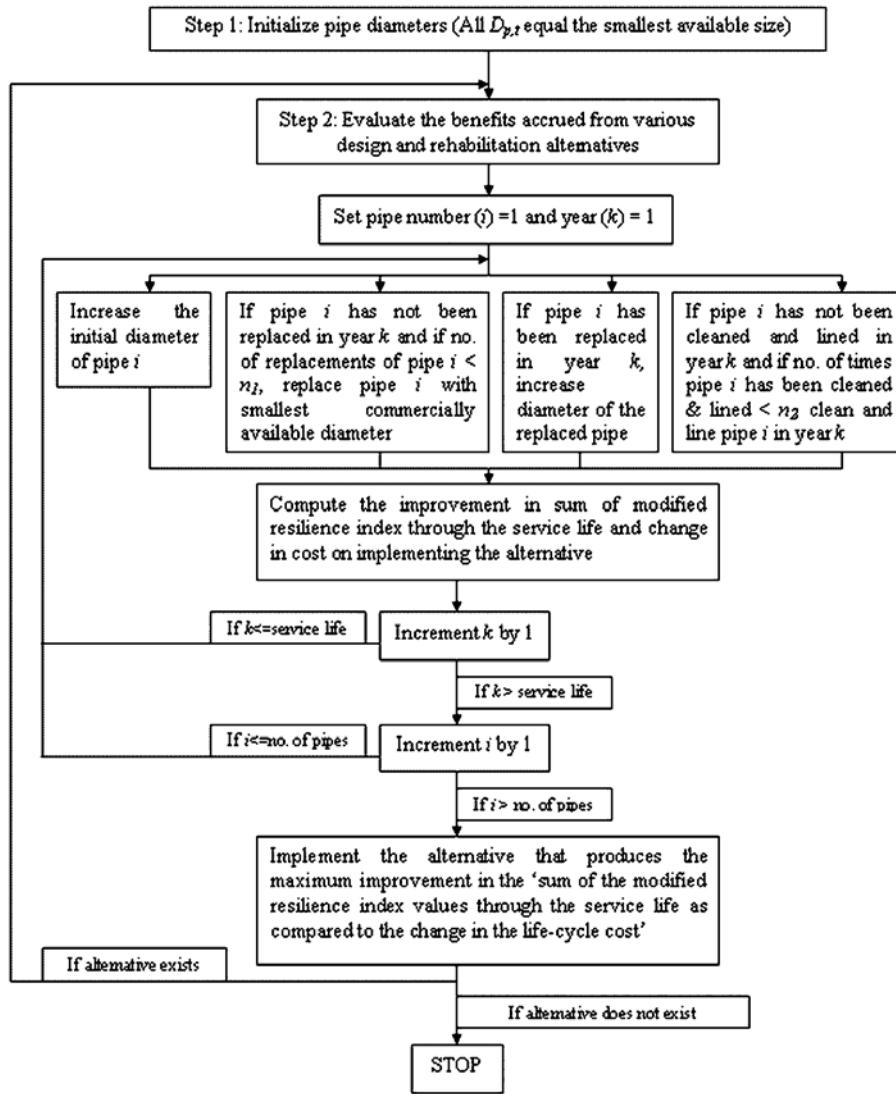 Step 1: Initialize pipe diameters (All D_{p,t} equal the smallest available size)
Step 2: Evaluate the benefits accrued from various
design and rehabilitation alternatives
Set pipe number (i) =1 and year (k) = 1
Increase the
initial diameter
of pipe i
If pipe i has not been
replaced in year k and if no.
of replacements of pipe i <
n₁, replace pipe i with
smallest commercially
available diameter
If pipe i has
been replaced
in year k,
increase
diameter of the
replaced pipe
If pipe i has not been
cleaned and lined in
year k and if no. of times
pipe i has been cleaned
& lined < n₂ clean and
line pipe i in year k
Compute the improvement in sum of modified
resilience index through the service life and change
in cost on implementing the alternative
If k<=service life
Increment k by 1
If k> service life
If i<=no. of pipes
Increment i by 1
If i> no. of pipes
Implement the alternative that produces the
maximum improvement in the ‘sum of the modified
resilience index values through the service life as
compared to the change in the life-cycle cost’
If alternative exists
If alternative does not exist
STOP